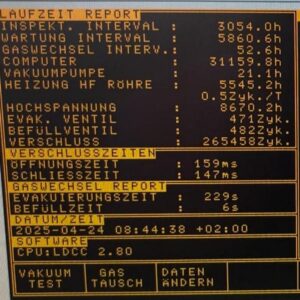 LAUFZEIT REPORT
INSPEKT. INTERVAL : 3054.0h
WARTUNG INTERVAL : 5860.6h
GASWECHSEL INTERV.: 52.6h
COMPUTER : 31159.8h
VAKUUMPUMPE : 21.1h
HEIZUNG HF RÖHRE : 5545.2h
0.5Zyk./T
HOCHSPANNUNG : 8670.2h
EVAK. VENTIL : 471Zyk.
BEFÜLLVENTIL : 482Zyk.
VERSCHLUSS : 265458Zyk.
VERSCHLUSSZEITEN
ÖFFNUNGSZEIT : 159ms
SCHLIESSZEIT : 147ms
GASWECHSEL REPORT
EVAKUIERUNGSZEIT : 229s
BEFÜLLZEIT : 6s
DATUM/ZEIT
2025-04-24 08:44:38 +02:00
SOFTWARE
CPU:LDCC 2.80
VAKUUM TEST
GAS TAUSCH
DATEN ÄNDERN